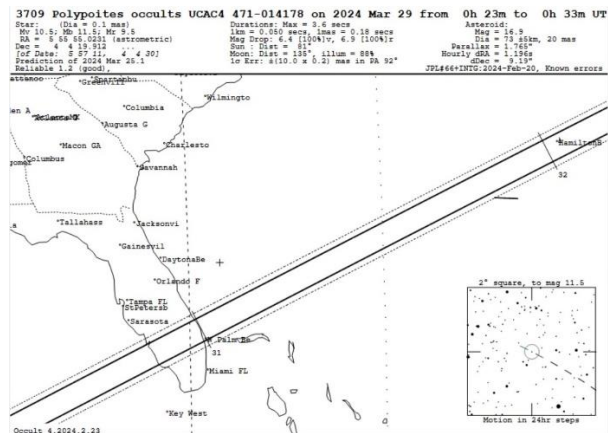 3709 Polypoites occults UCAC4 471-014178 on 2024 Mar 29 from 0h 23m to 0h 33m UT
Star: (Dia = 0.1 mas)
Mv 10.5; Mb 11.5; Mr 9.5
RA = 5 55 55.0231 (astrometric)
Dec = 4 4 19.912 ...
[of Date: 5 57 11, 4 4 30]
Prediction of 2024 Mar 25.1
Reliable 1.2 (good),
Durations: Max = 3.6 secs
1km = 0.050 secs, 1mas = 0.18 secs
Mag Drop: 6.4 [100%]v, 6.9 [100%]r
Sun : Dist = 81°
Moon: Dist = 135°, illum = 88%
1σ Err: ±(10.0 x 0.2) mas in PA 92°
Asteroid:
Mag = 16.9
Dia = 73 ±5km, 20 mas
Parallax = 1.765"
Hourly dRA = 1.196s
dDec = 9.19"
JPL#66+INTG:2024-Feb-20, Known errors
Greenvill
Wilmingto
Columbia
Augusta G
Macon GA
Charlesto
Columbus
Savannah
Tallahass
Jacksonvi
Gainesvil
DaytonaBe
Orlando F
Tampa FL
StPetersb
Sarasota
W Palm Be
31
Miami FL
Key West
HamiltonB
32
2° square, to mag 11.5
Motion in 24hr steps
Occult 4.2024.2.23